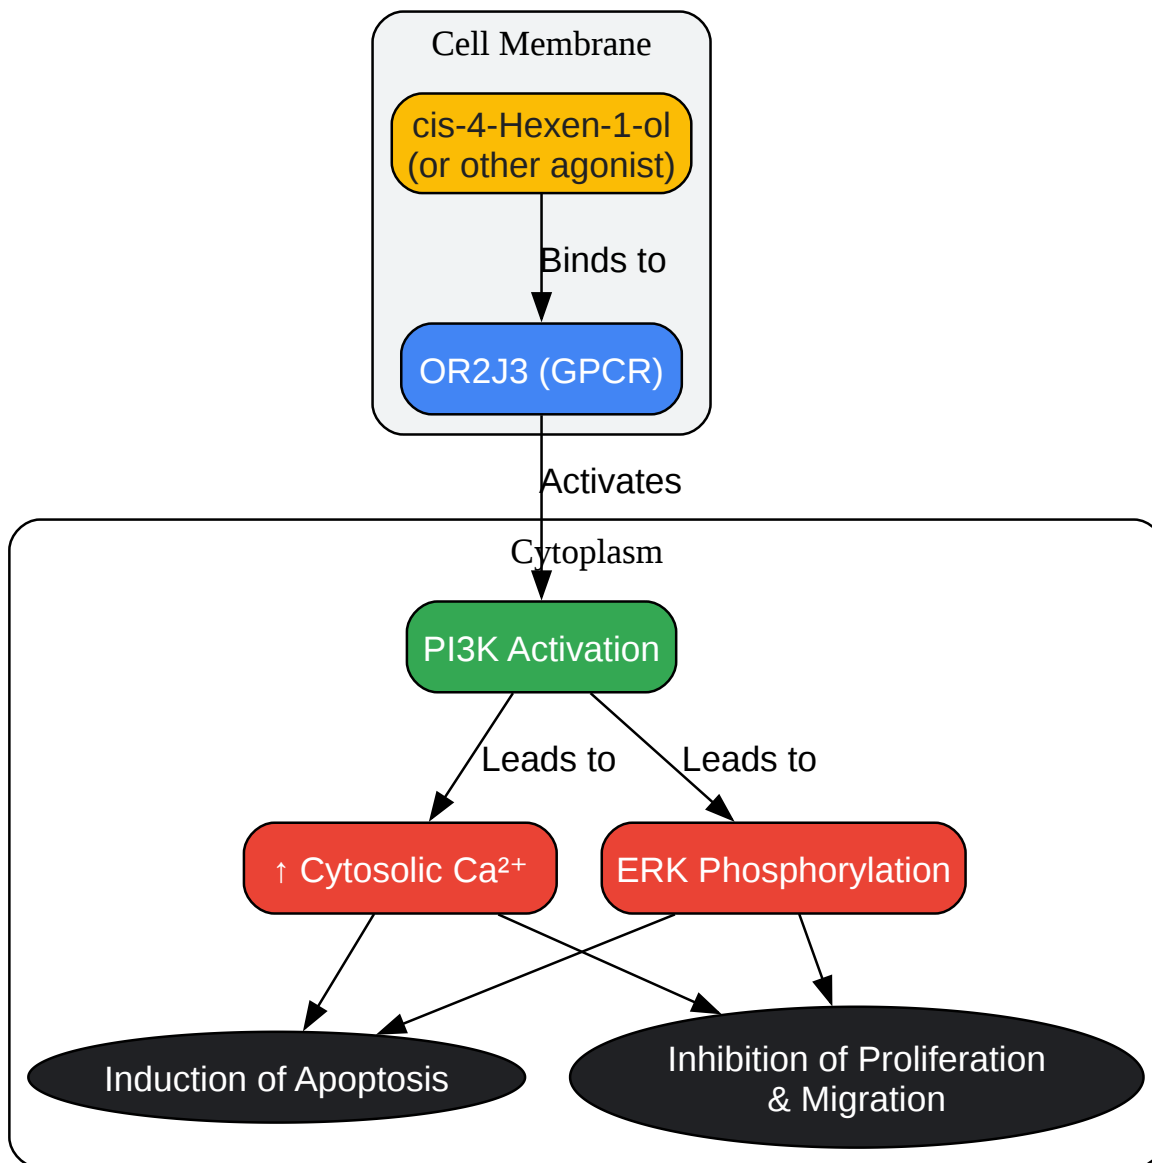 Cell Membrane
cis-4-Hexen-1-ol
(or other agonist)
Binds to
OR2J3 (GPCR)
Activates
Cytoplasm
PI3K Activation
Leads to
Leads to
↑ Cytosolic Ca²⁺
ERK Phosphorylation
Induction of Apoptosis
Inhibition of Proliferation
& Migration